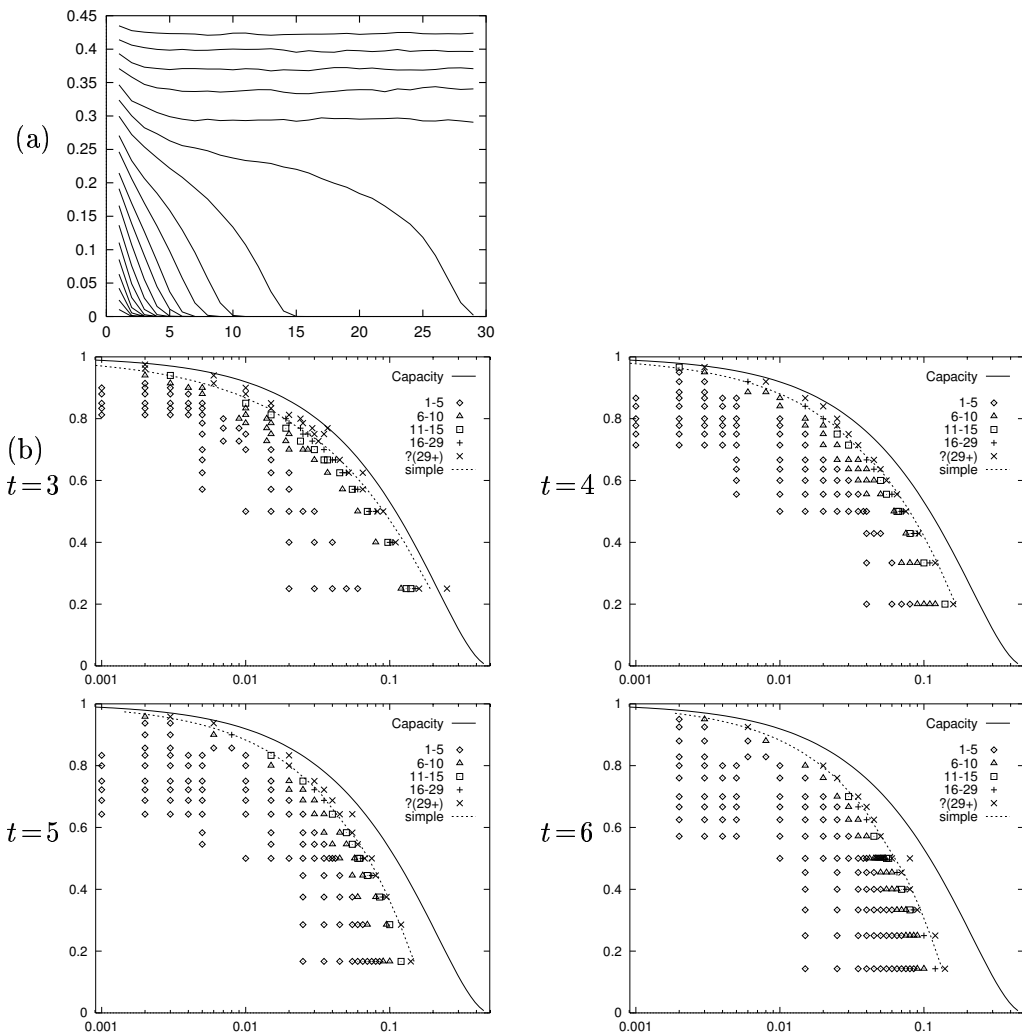 (a)
0.45
0.4
0.35
0.3
0.25
0.2
0.15
0.1
0.05
0
0 5 10 15 20 25 30
(b)
t=3
1
0.8
0.6
0.4
0.2
0
0.001 0.01 0.1
Capacity
1-5
6-10
11-15
16-29
?(29+)
simple
t=4
1
0.8
0.6
0.4
0.2
0
0.001 0.01 0.1
Capacity
1-5
6-10
11-15
16-29
?(29+)
simple
t=5
1
0.8
0.6
0.4
0.2
0
0.001 0.01 0.1
Capacity
1-5
6-10
11-15
16-29
?(29+)
simple
t=6
1
0.8
0.6
0.4
0.2
0
0.001 0.01 0.1
Capacity
1-5
6-10
11-15
16-29
?(29+)
simple